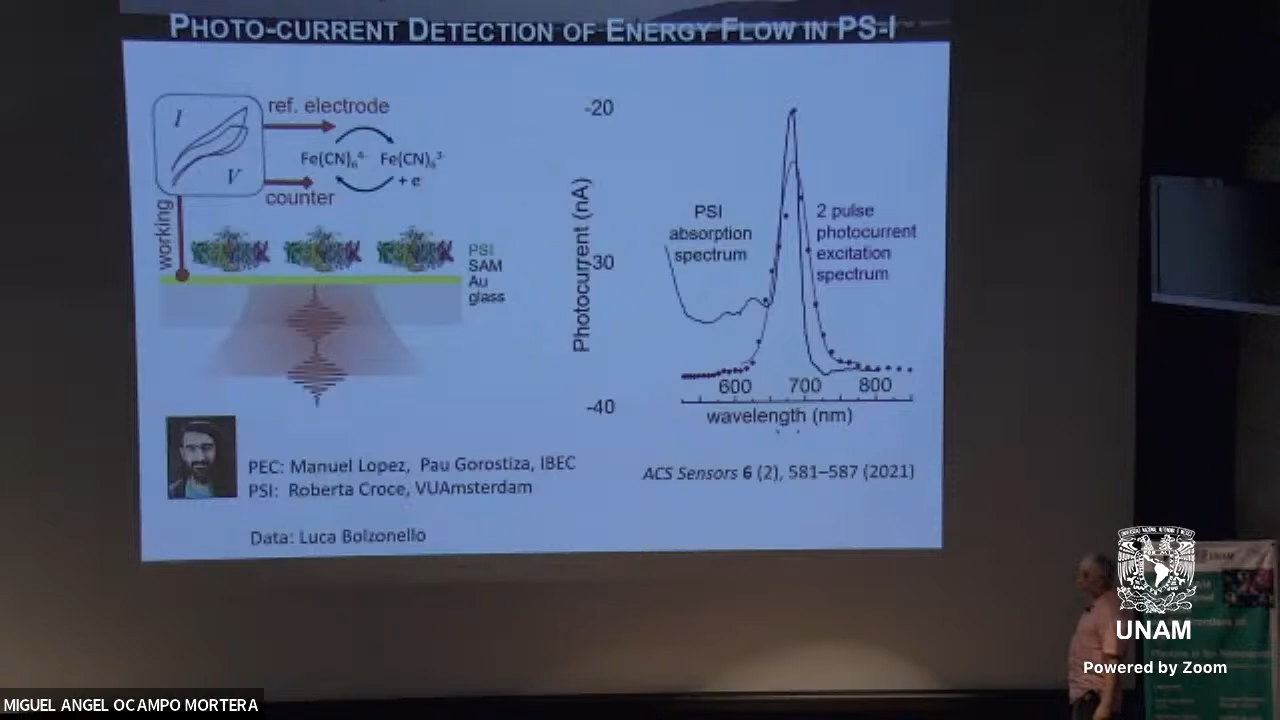 PHOTO-CURRENT DETECTION OF ENERGY FLOW IN PS-I
I
V
ref. electrode
Fe(CN)₆⁴⁻ Fe(CN)₆³⁻
+ e
counter
working
PSI
SAM
Au
glass
Photocurrent (nA)
-20
-30
-40
PSI
absorption
spectrum
2 pulse
photocurrent
excitation
spectrum
600 700 800
wavelength (nm)
PEC: Manuel Lopez, Pau Gorostiza, IBEC
PSI: Roberta Croce, VUAmsterdam
Data: Luca Bolzonello
ACS Sensors 6 (2), 581–587 (2021)
UNAM
UNAM
Powered by Zoom
MIGUEL ANGEL OCAMPO MORTERA